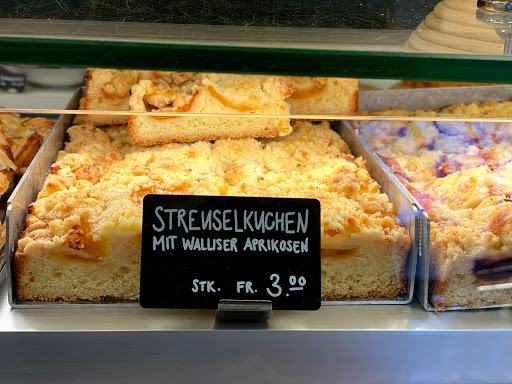 STREUSELKUCHEN
MIT WALLISER APRIKOSEN
STK. FR. 3.00